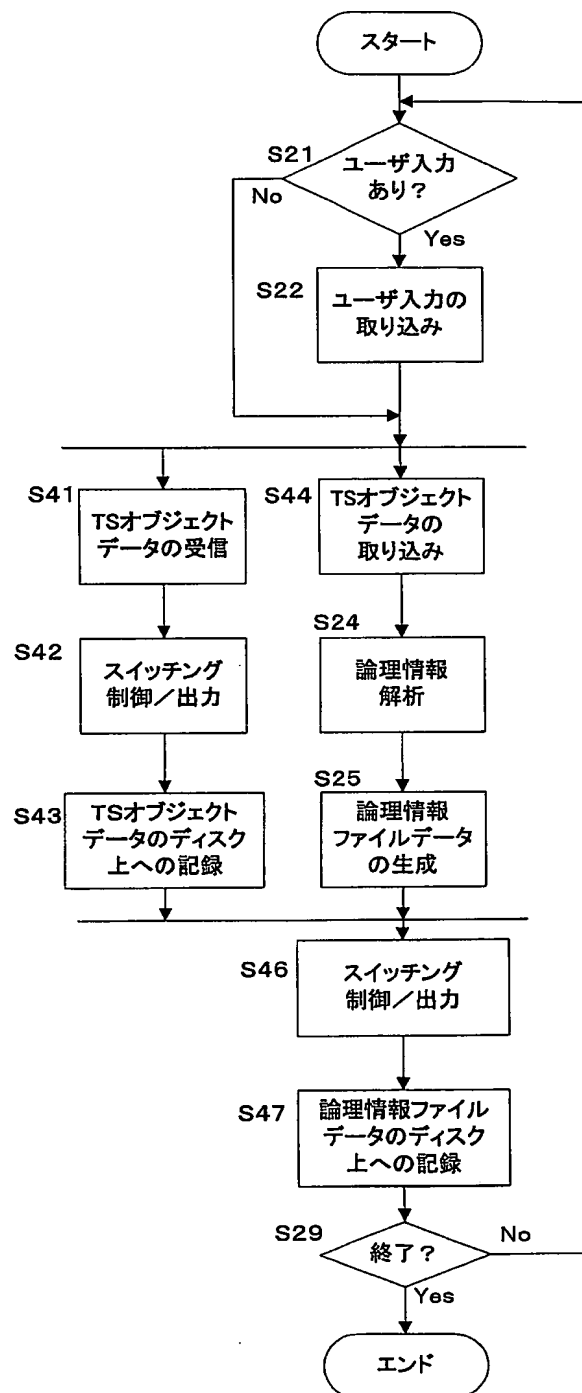 スタート
S21
ユーザ入力
あり？
No
Yes
S22
ユーザ入力の
取り込み
S41
TSオブジェクト
データの受信
S44
TSオブジェクト
データの
取り込み
S42
スイッチング
制御／出力
S24
論理情報
解析
S43
TSオブジェクト
データのディスク
上への記録
S25
論理情報
ファイルデータ
の生成
S46
スイッチング
制御／出力
S47
論理情報ファイル
データのディスク
上への記録
S29
終了？
No
Yes
エンド